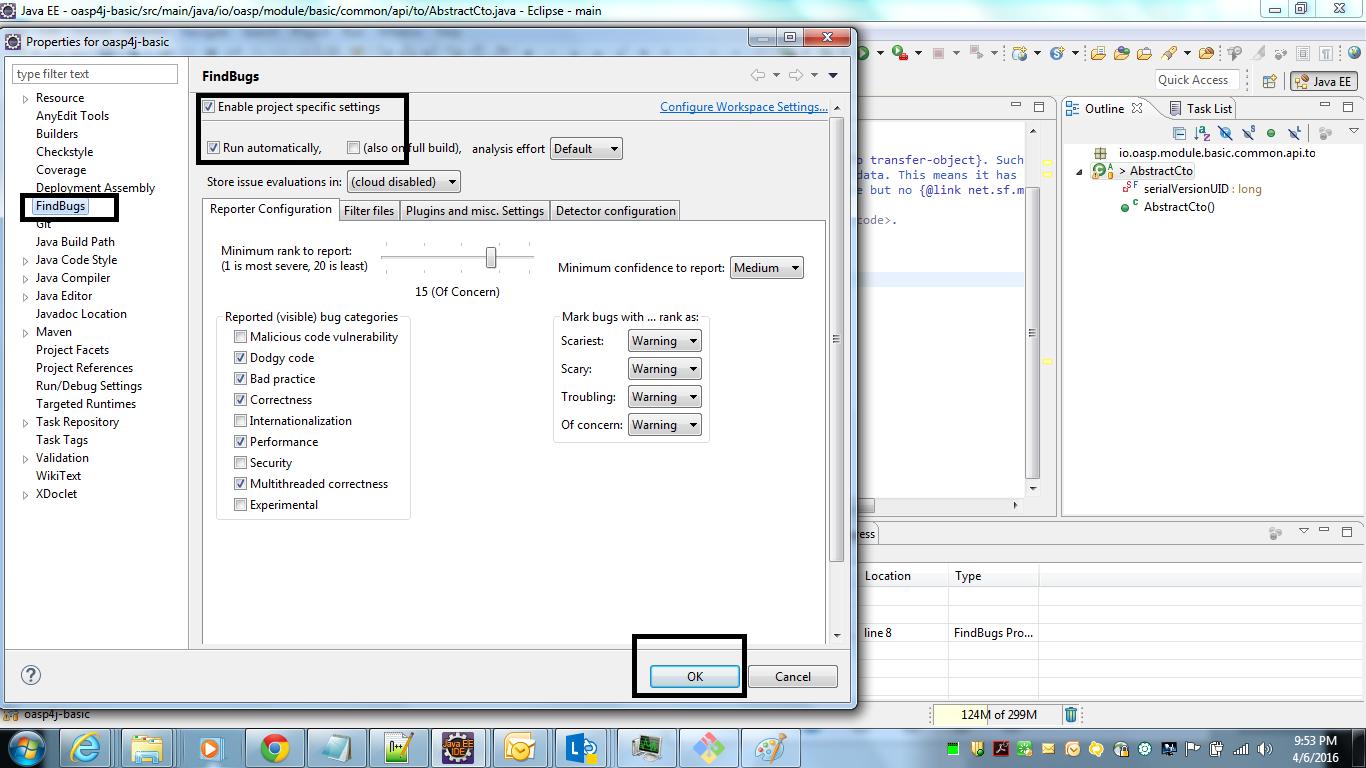 Java EE - oasp4j-basic/src/main/java/io/oasp/module/basic/common/api/to/AbstractCto.java - Eclipse - main
Properties for oasp4j-basic
type filter text
Resource
AnyEdit Tools
Builders
Checkstyle
Coverage
Deployment Assembly
FindBugs
Git
Java Build Path
Java Code Style
Java Compiler
Java Editor
Javadoc Location
Maven
Project Facets
Project References
Run/Debug Settings
Targeted Runtimes
Task Repository
Task Tags
Validation
WikiText
XDoclet
FindBugs
Enable project specific settings
Configure Workspace Settings...
Run automatically, (also on full build), analysis effort Default
Store issue evaluations in: (cloud disabled)
Reporter Configuration Filter files Plugins and misc. Settings Detector configuration
Minimum rank to report:
(1 is most severe, 20 is least)
15 (Of Concern)
Minimum confidence to report: Medium
Reported (visible) bug categories
Malicious code vulnerability
Dodgy code
Bad practice
Correctness
Internationalization
Performance
Security
Multithreaded correctness
Experimental
Mark bugs with ... rank as:
Scariest: Warning
Scary: Warning
Troubling: Warning
Of concern: Warning
OK Cancel
Quick Access
Java EE
transfer-object}. Such
data. This means it has
e but no {@link net.sf.m
code>.
Outline Task List
io.oasp.module.basic.common.api.to
> AbstractCto
serialVersionUID : long
AbstractCto()
ress
Location Type
line 8 FindBugs Pro...
oasp4j-basic
124M of 299M
9:53 PM
4/6/2016